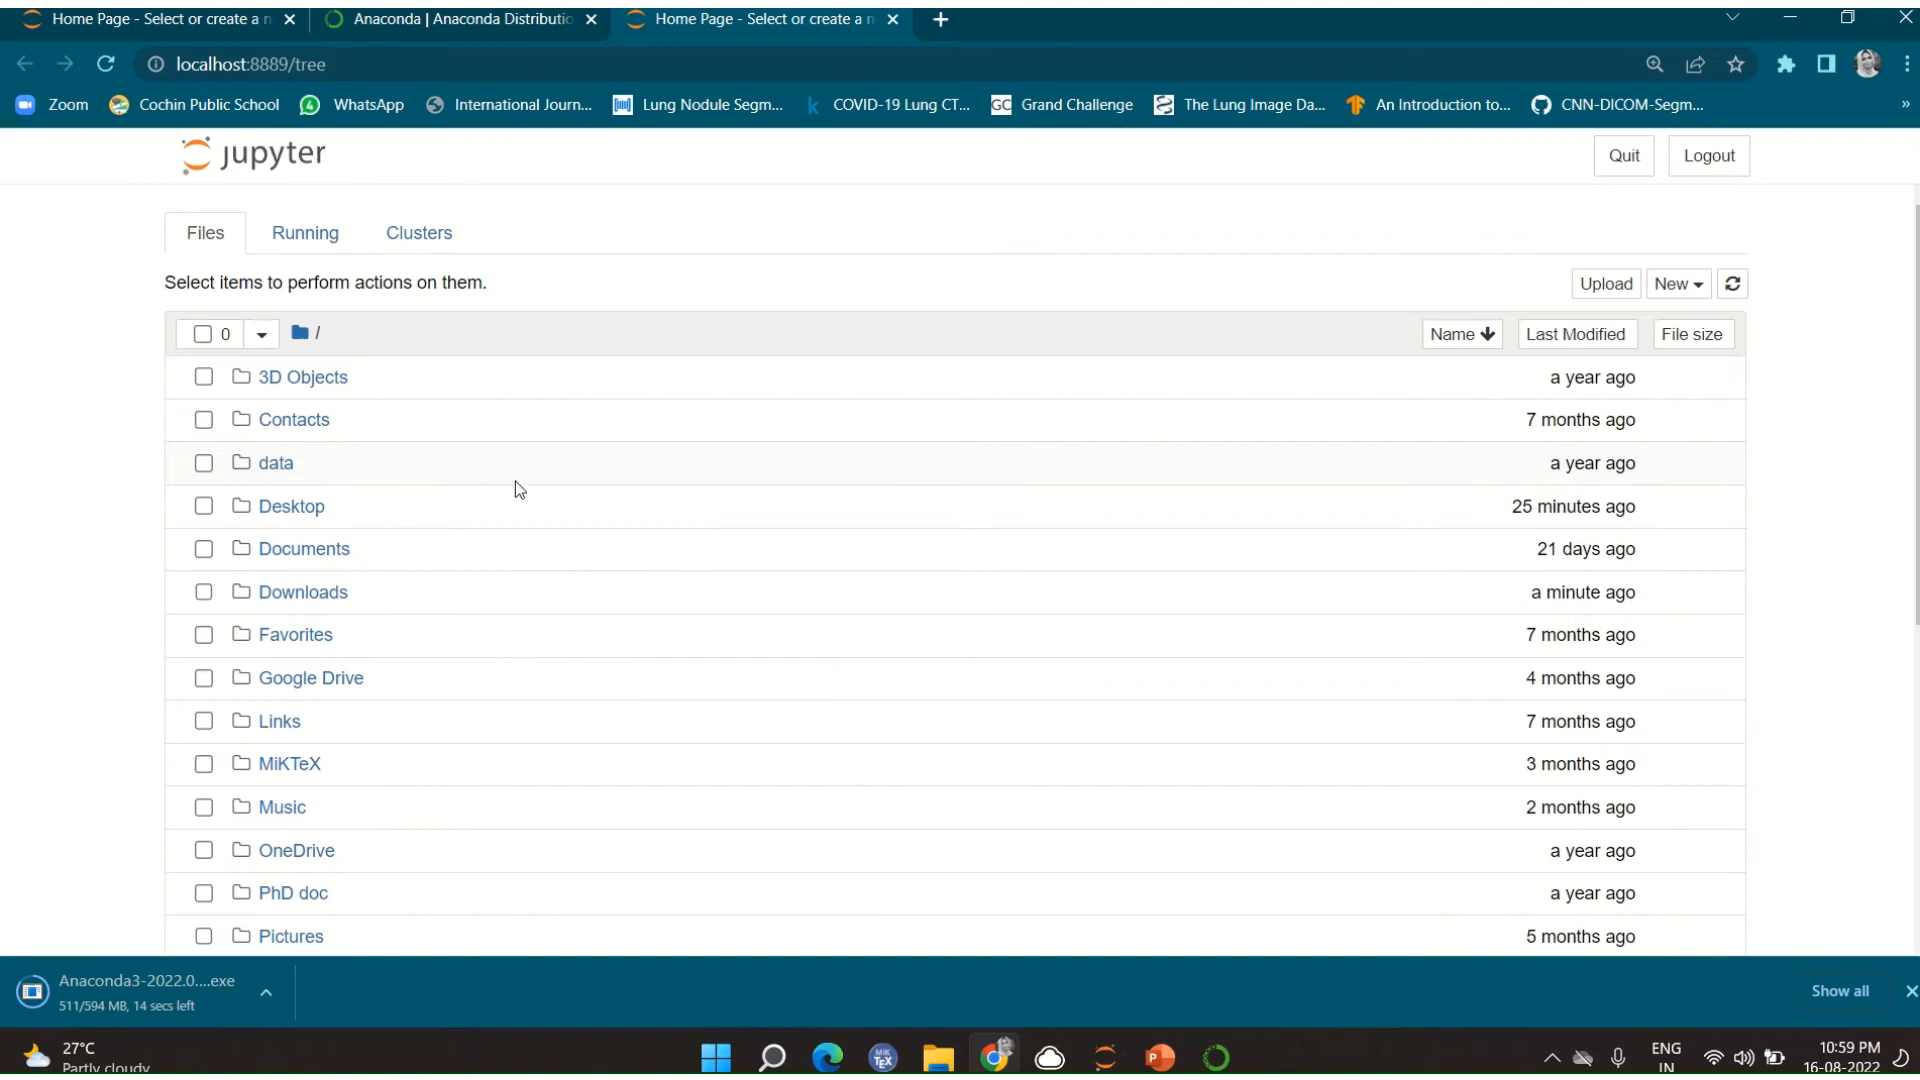 Home Page - Select or create a n
Anaconda | Anaconda Distributio
Home Page - Select or create a n
localhost:8889/tree
Zoom
Cochin Public School
WhatsApp
International Journ...
Lung Nodule Segm...
COVID-19 Lung CT...
Grand Challenge
The Lung Image Da...
An Introduction to...
CNN-DICOM-Segm...
»
jupyter
Quit
Logout
Files
Running
Clusters
Select items to perform actions on them.
Upload
New
0
/
Name
Last Modified
File size
3D Objects a year ago
Contacts 7 months ago
data a year ago
Desktop 25 minutes ago
Documents 21 days ago
Downloads a minute ago
Favorites 7 months ago
Google Drive 4 months ago
Links 7 months ago
MiKTeX 3 months ago
Music 2 months ago
OneDrive a year ago
PhD doc a year ago
Pictures 5 months ago
Anaconda3-2022.0....exe
511/594 MB, 14 secs left
Show all
27°C
Partly cloudy
ENG
IN
10:59 PM
16-08-2022